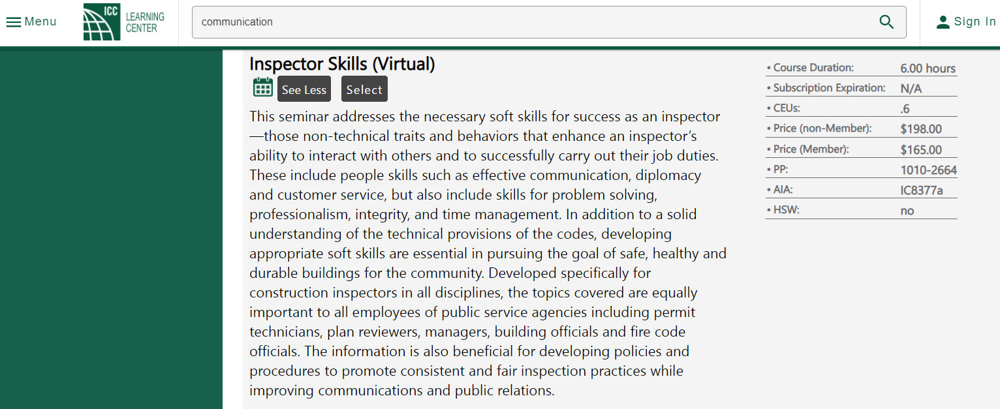 Menu
ICC
LEARNING
CENTER
communication
Sign In
Inspector Skills (Virtual)
See Less
Select
This seminar addresses the necessary soft skills for success as an inspector
—those non-technical traits and behaviors that enhance an inspector’s
ability to interact with others and to successfully carry out their job duties.
These include people skills such as effective communication, diplomacy
and customer service, but also include skills for problem solving,
professionalism, integrity, and time management. In addition to a solid
understanding of the technical provisions of the codes, developing
appropriate soft skills are essential in pursuing the goal of safe, healthy and
durable buildings for the community. Developed specifically for
construction inspectors in all disciplines, the topics covered are equally
important to all employees of public service agencies including permit
technicians, plan reviewers, managers, building officials and fire code
officials. The information is also beneficial for developing policies and
procedures to promote consistent and fair inspection practices while
improving communications and public relations.
• Course Duration: 6.00 hours
• Subscription Expiration: N/A
• CEUs: .6
• Price (non-Member): $198.00
• Price (Member): $165.00
• PP: 1010-2664
• AIA: IC8377a
• HSW: no